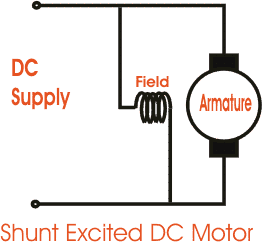 DC
Supply
Field
Armature
Shunt Excited DC Motor